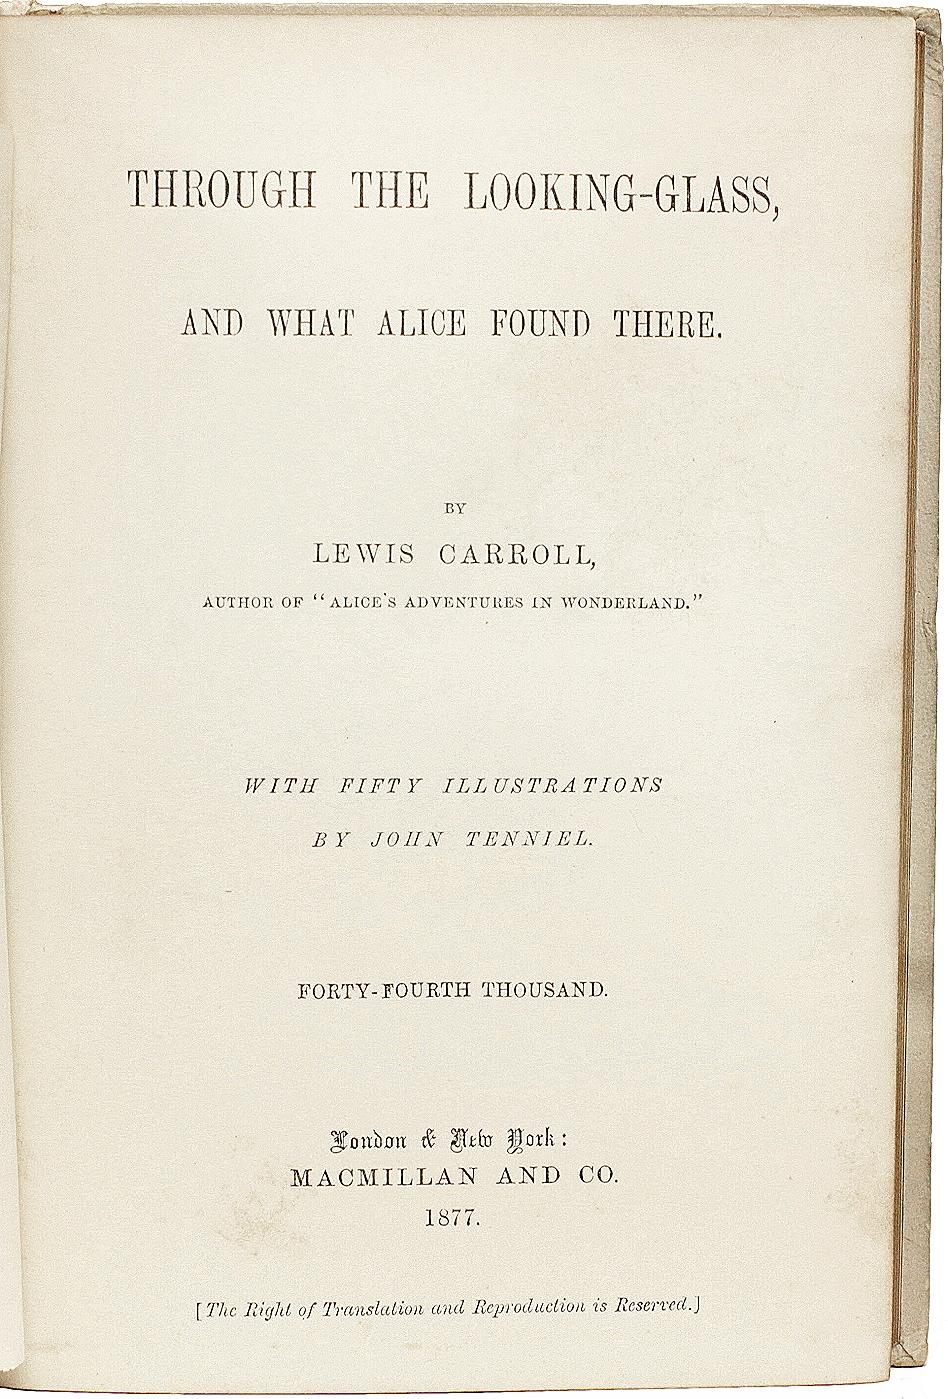 THROUGH THE LOOKING-GLASS,
AND WHAT ALICE FOUND THERE.
BY
LEWIS CARROLL,
AUTHOR OF “ALICE'S ADVENTURES IN WONDERLAND.”
WITH FIFTY ILLUSTRATIONS
BY JOHN TENNIEL.
FORTY-FOURTH THOUSAND.
London & New York:
MACMILLAN AND CO.
1877.
[The Right of Translation and Reproduction is Reserved.]